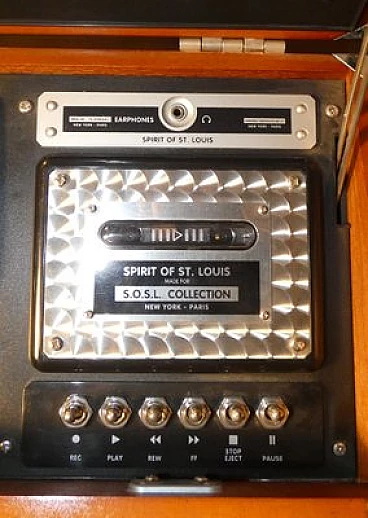 EARPHONES
NEW YORK - PARIS
NEW YORK - PARIS
SPIRIT OF ST. LOUIS
SPIRIT OF ST. LOUIS
MADE FOR
S.O.S.L. COLLECTION
NEW YORK - PARIS
REC PLAY REW FF STOP EJECT PAUSE